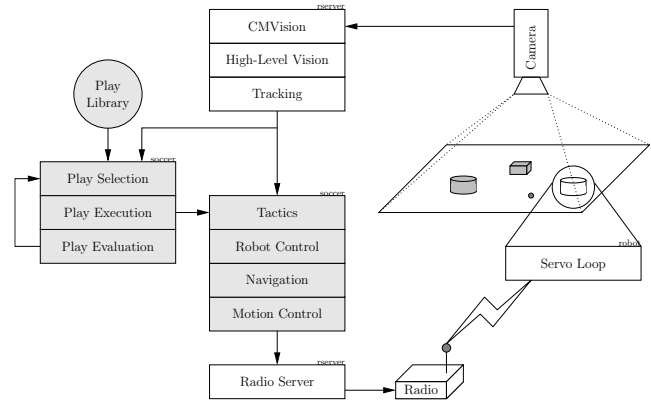 rserver
CMVision
High-Level Vision
Tracking
Camera
Play
Library
soccer
Play Selection
Play Execution
Play Evaluation
soccer
Tactics
Robot Control
Navigation
Motion Control
robot
Servo Loop
rserver
Radio Server
Radio